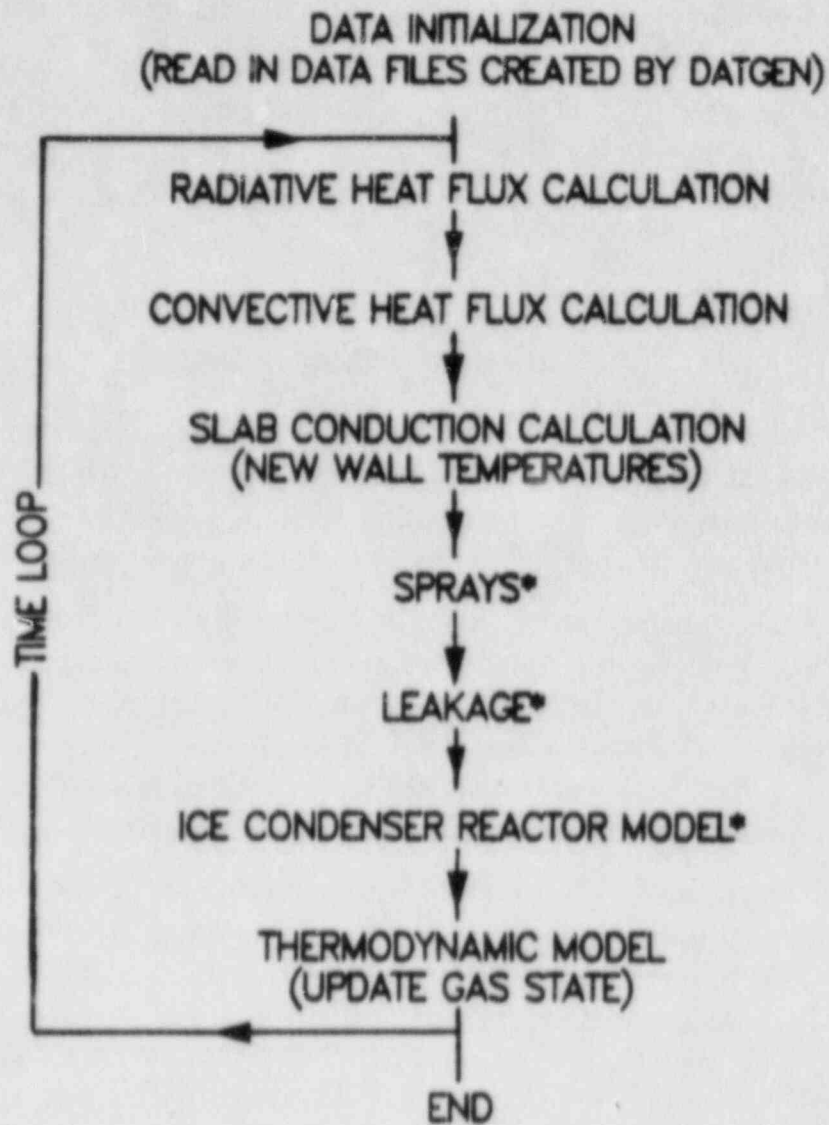 DATA INITIALIZATION
(READ IN DATA FILES CREATED BY DATGEN)
RADIATIVE HEAT FLUX CALCULATION
CONVECTIVE HEAT FLUX CALCULATION
SLAB CONDUCTION CALCULATION
(NEW WALL TEMPERATURES)
TIME LOOP
SPRAYS*
LEAKAGE*
ICE CONDENSER REACTOR MODEL*
THERMODYNAMIC MODEL
(UPDATE GAS STATE)
END